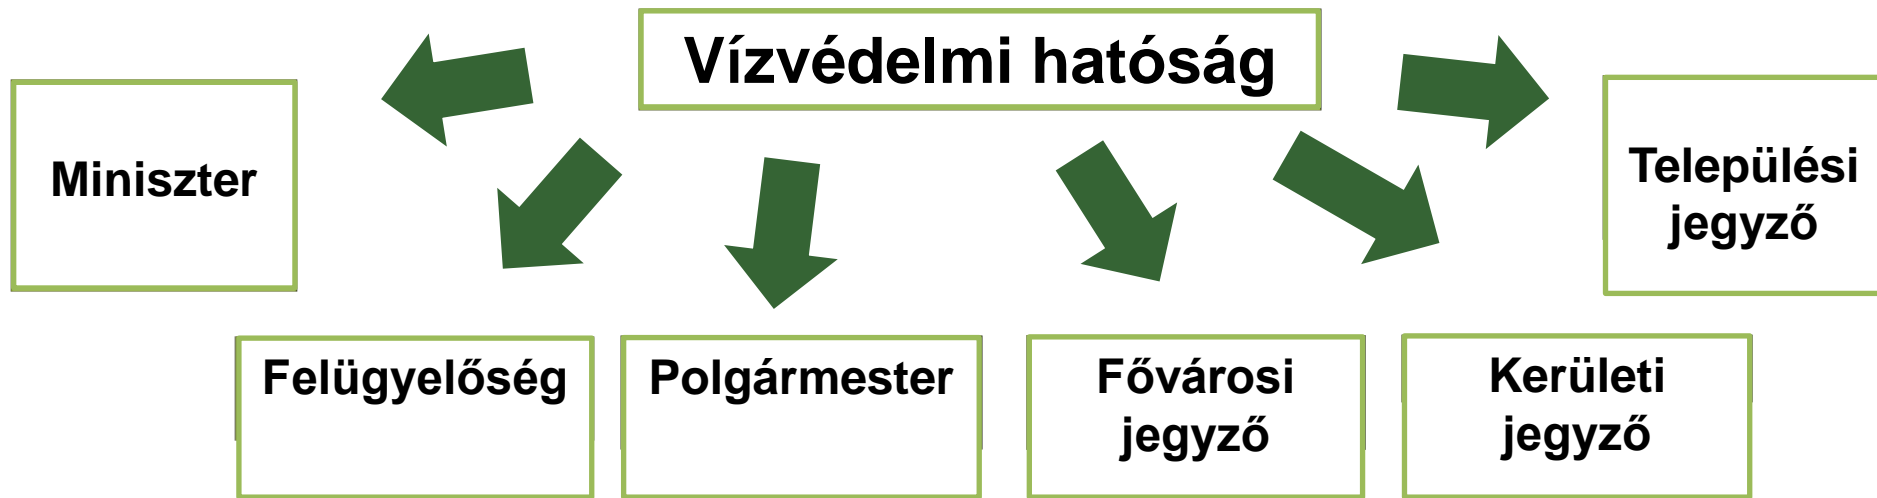 Vízvédelmi hatóság
Miniszter
Települési
jegyző
Felügyelőség
Polgármester
Fővárosi
jegyző
Kerületi
jegyző